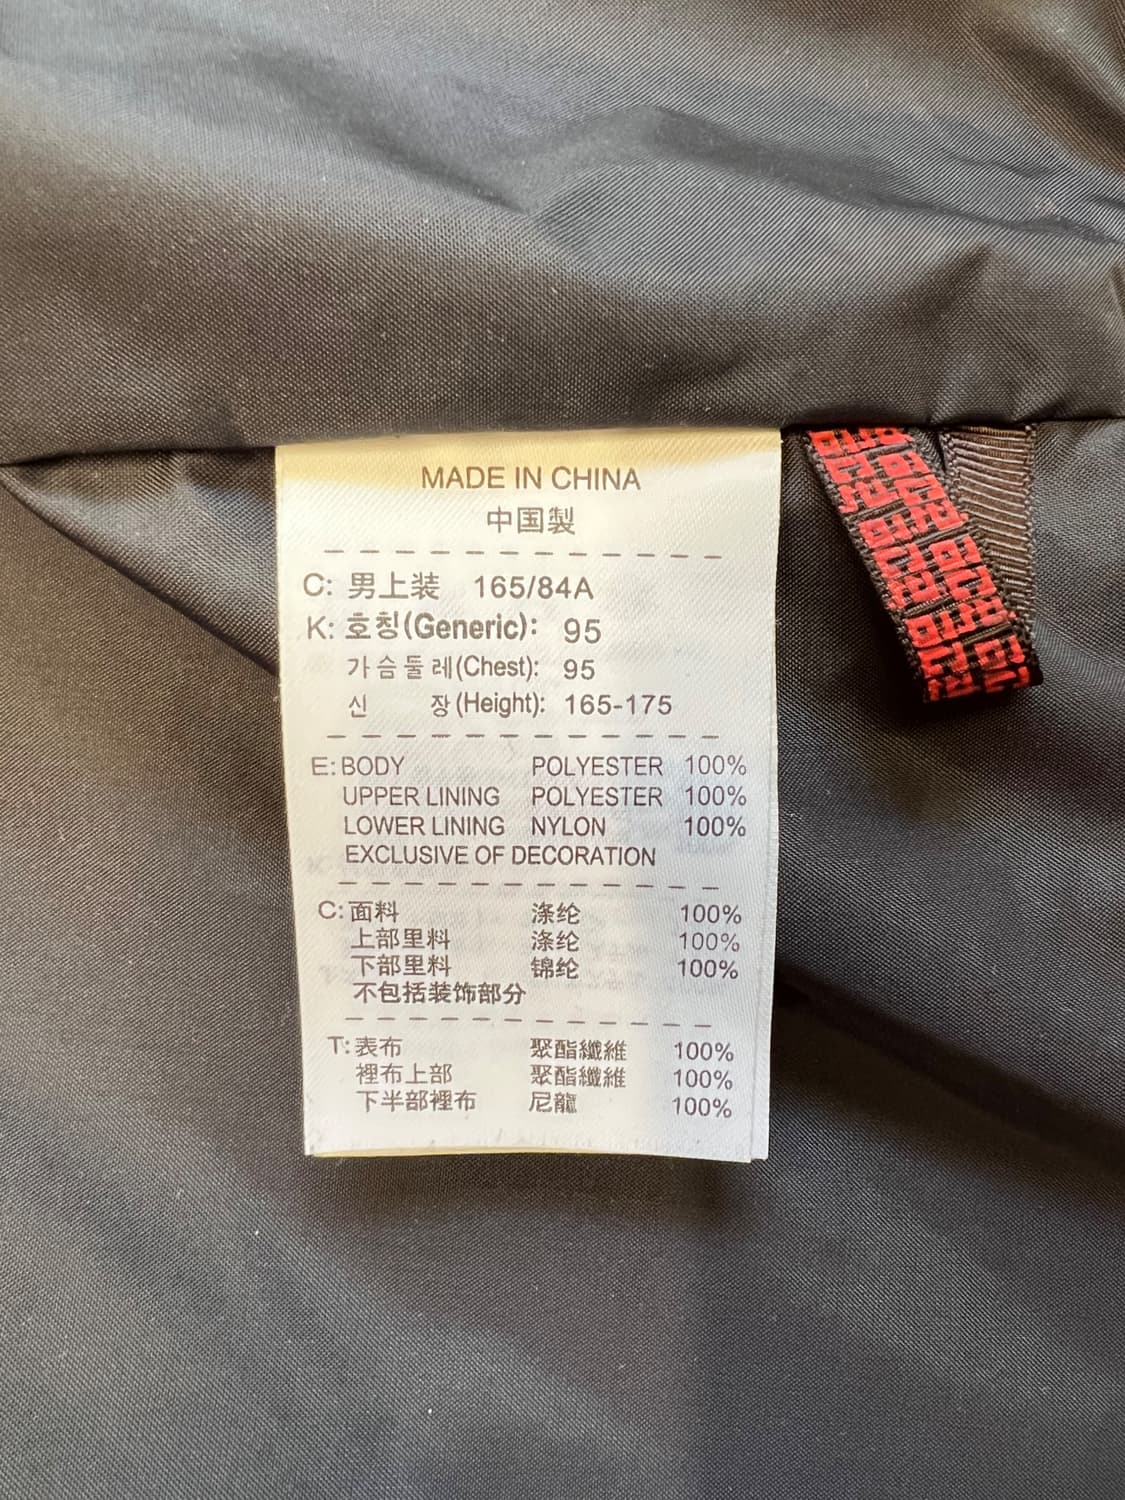 MADE IN CHINA
中国製
C: 男上装 165/84A
K: 호칭(Generic): 95
가슴둘레(Chest): 95
신 장(Height): 165-175
E: BODY POLYESTER 100%
UPPER LINING POLYESTER 100%
LOWER LINING NYLON 100%
EXCLUSIVE OF DECORATION
C: 面料 涤纶 100%
上部里料 涤纶 100%
下部里料 锦纶 100%
不包括装饰部分
T: 表布 聚酯纖維 100%
裡布上部 聚酯纖維 100%
下半部裡布 尼龍 100%